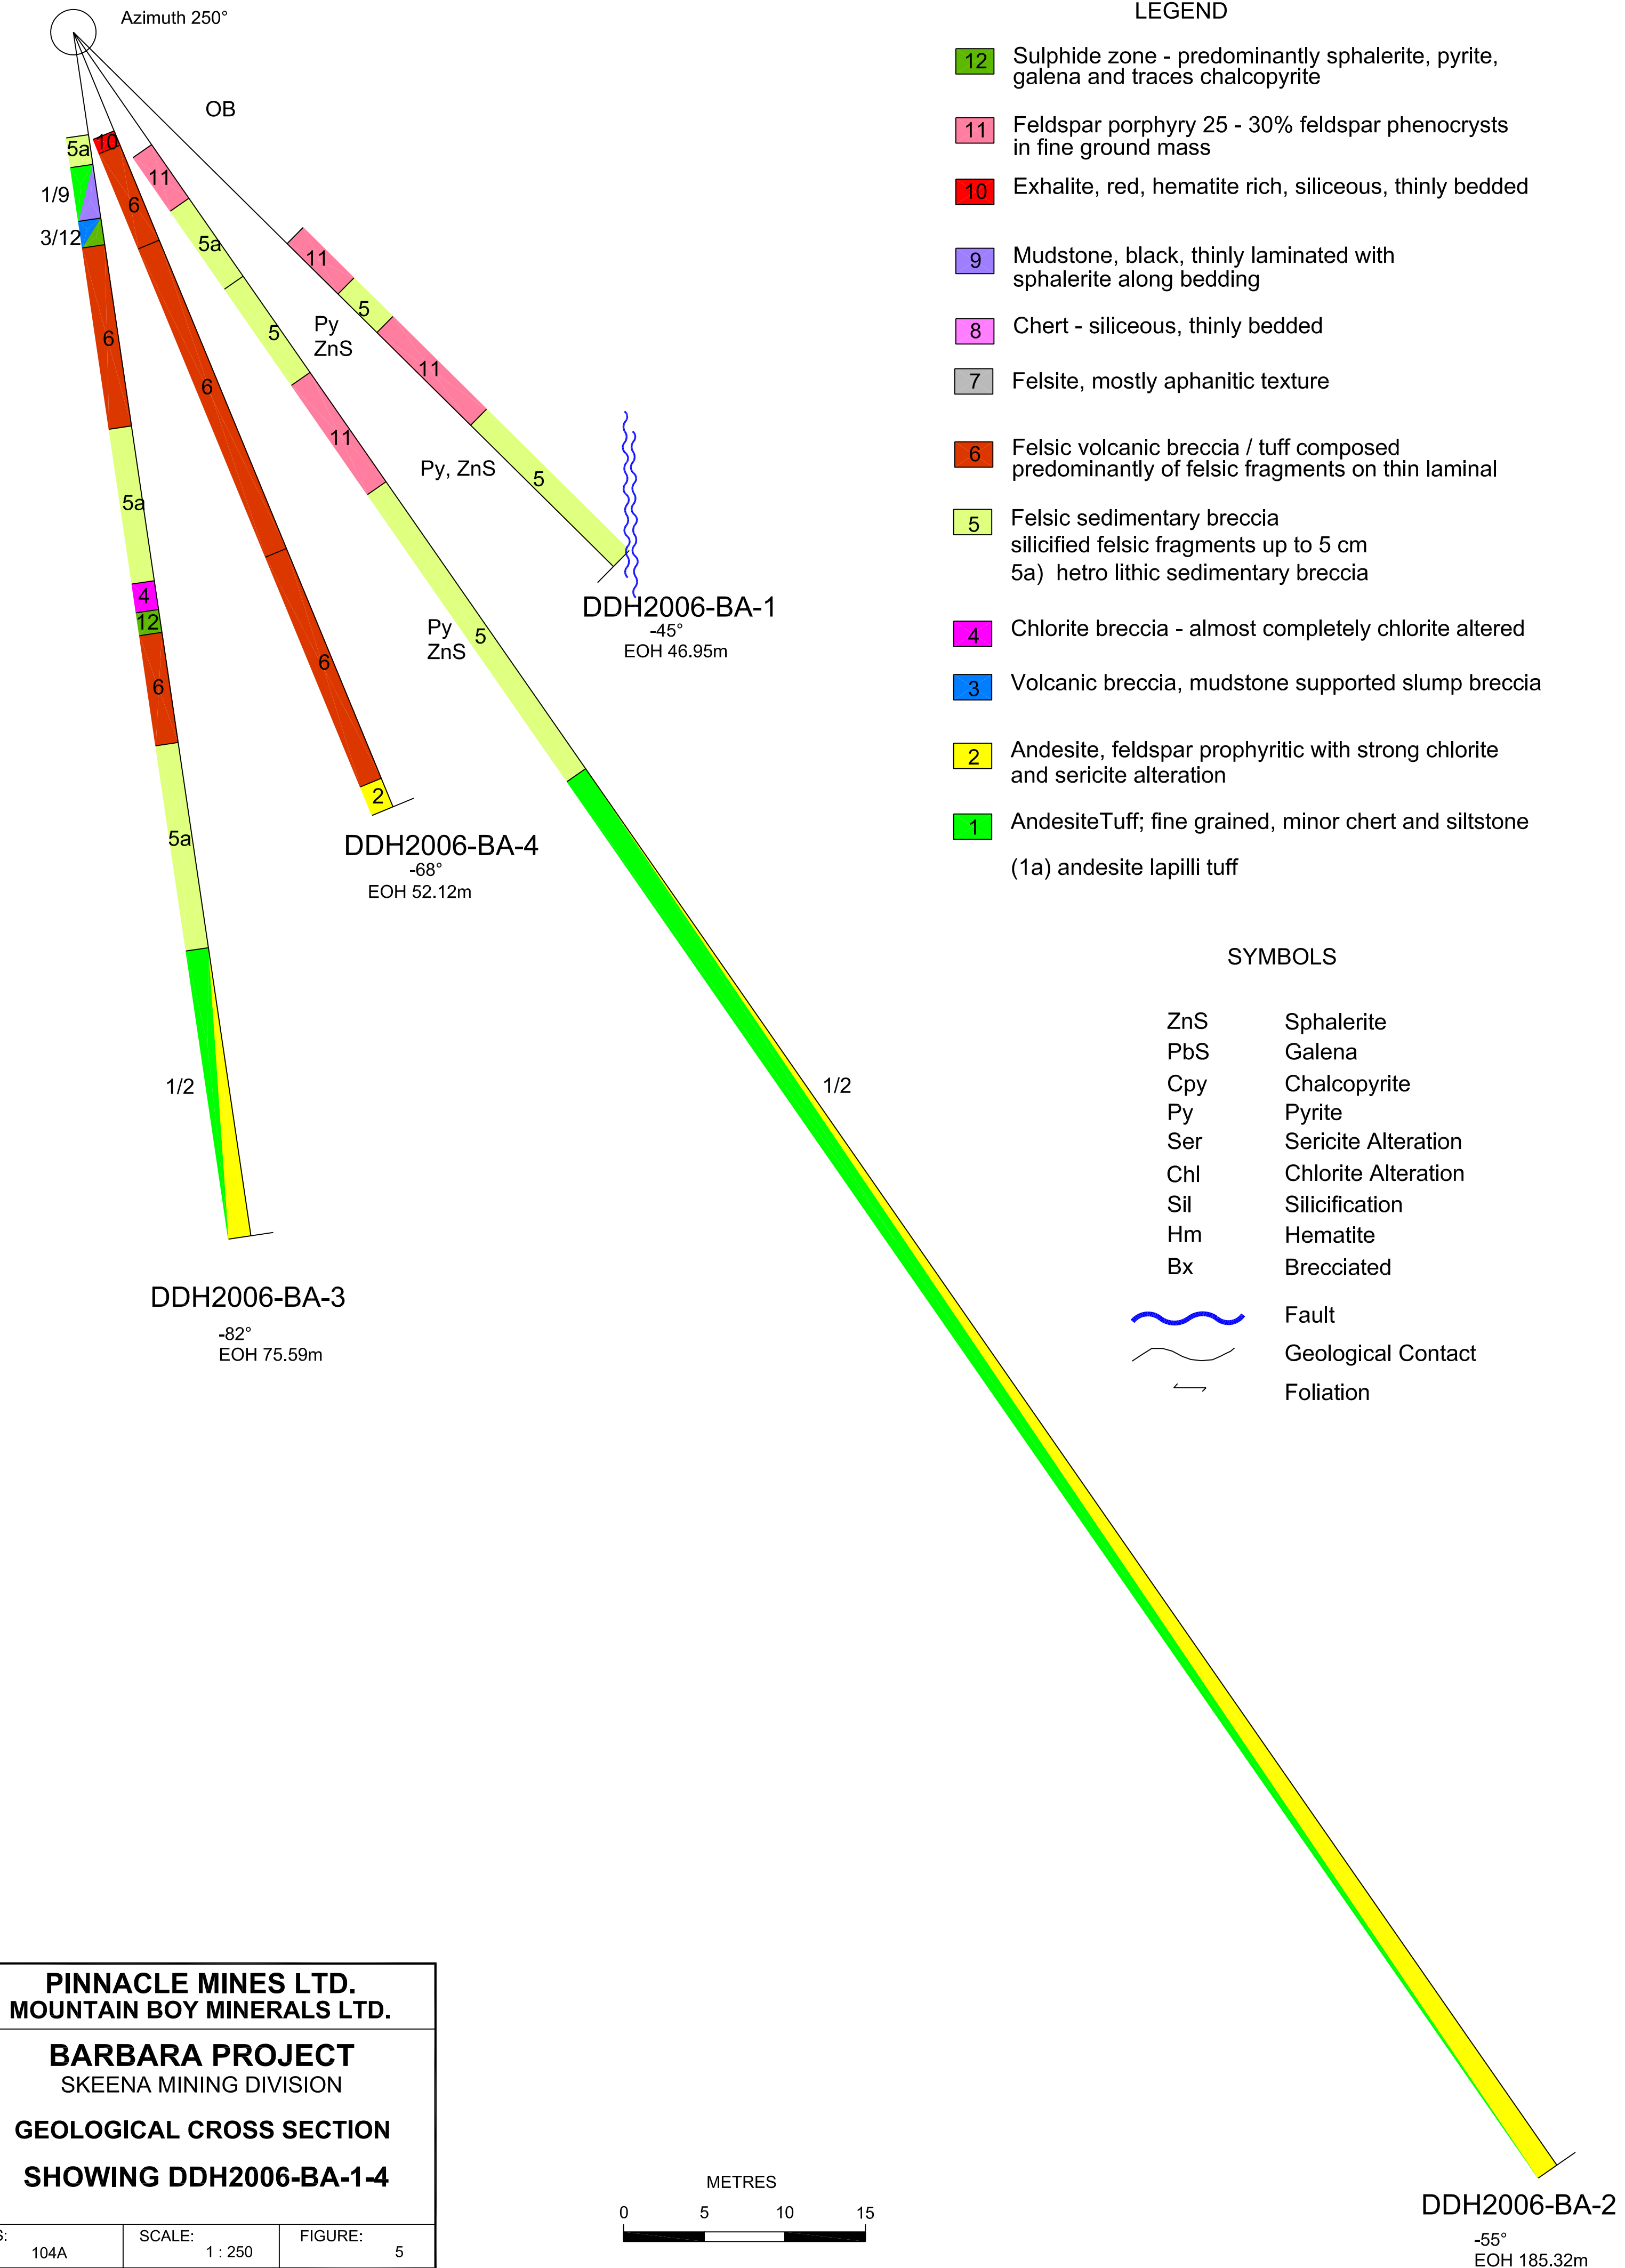 Azimuth 250°
OB
5a
10
11
1/9
6
3/12
5a
11
5
5
Py
ZnS
6
6
11
11
Py, ZnS
5
5a
4
12
Py
ZnS
5
6
6
2
5a
1/2
1/2
DDH2006-BA-1
-45°
EOH 46.95m
DDH2006-BA-4
-68°
EOH 52.12m
DDH2006-BA-3
-82°
EOH 75.59m
DDH2006-BA-2
-55°
EOH 185.32m
LEGEND
12 Sulphide zone - predominantly sphalerite, pyrite,
galena and traces chalcopyrite
11 Feldspar porphyry 25 - 30% feldspar phenocrysts
in fine ground mass
10 Exhalite, red, hematite rich, siliceous, thinly bedded
9 Mudstone, black, thinly laminated with
sphalerite along bedding
8 Chert - siliceous, thinly bedded
7 Felsite, mostly aphanitic texture
6 Felsic volcanic breccia / tuff composed
predominantly of felsic fragments on thin laminal
5 Felsic sedimentary breccia
silicified felsic fragments up to 5 cm
5a) hetro lithic sedimentary breccia
4 Chlorite breccia - almost completely chlorite altered
3 Volcanic breccia, mudstone supported slump breccia
2 Andesite, feldspar prophyritic with strong chlorite
and sericite alteration
1 AndesiteTuff; fine grained, minor chert and siltstone
(1a) andesite lapilli tuff
SYMBOLS
ZnS Sphalerite
PbS Galena
Cpy Chalcopyrite
Py Pyrite
Ser Sericite Alteration
Chl Chlorite Alteration
Sil Silicification
Hm Hematite
Bx Brecciated
Fault
Geological Contact
Foliation
PINNACLE MINES LTD.
MOUNTAIN BOY MINERALS LTD.
BARBARA PROJECT
SKEENA MINING DIVISION
GEOLOGICAL CROSS SECTION
SHOWING DDH2006-BA-1-4
S: 104A
SCALE: 1 : 250
FIGURE: 5
METRES
0 5 10 15